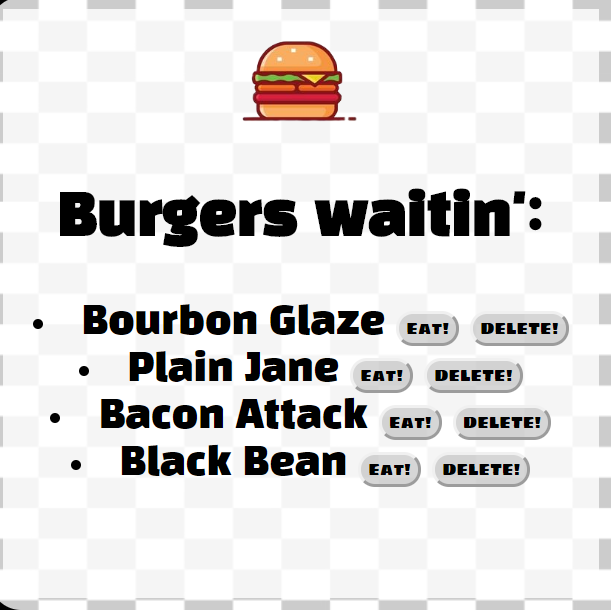 Burgers waitin':
• Bourbon Glaze EAT! DELETE!
• Plain Jane EAT! DELETE!
• Bacon Attack EAT! DELETE!
• Black Bean EAT! DELETE!